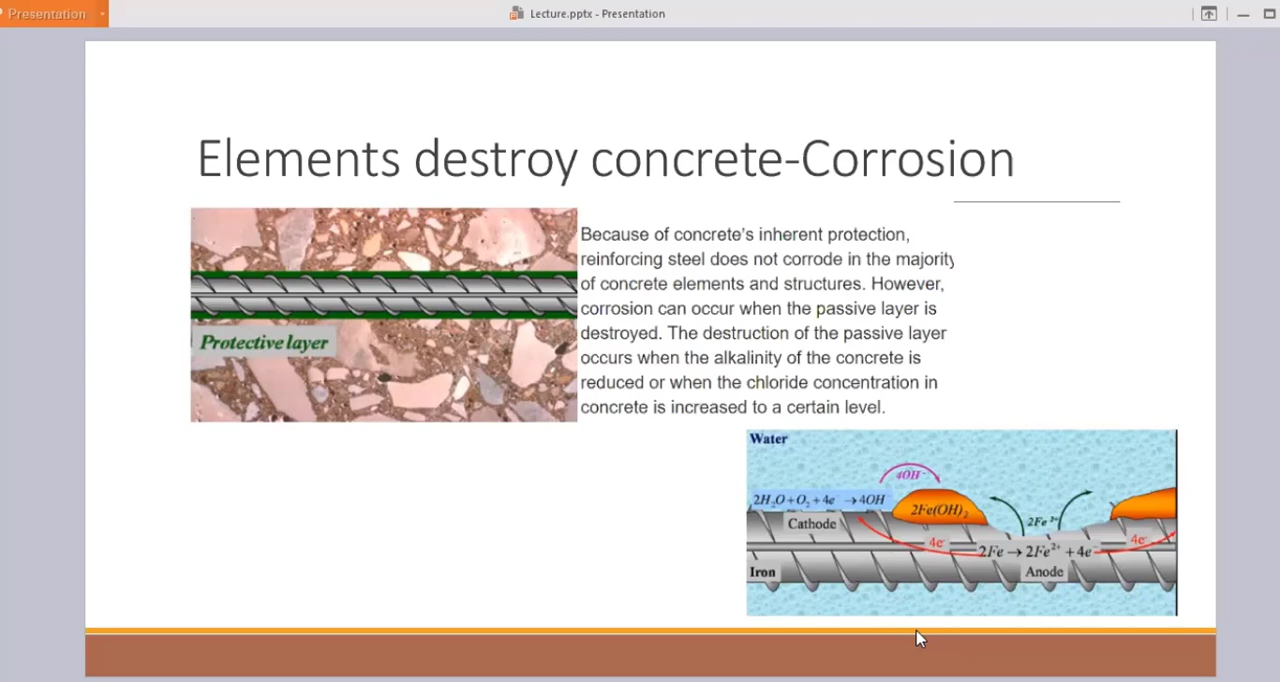 Presentation
Lecture.pptx - Presentation
Elements destroy concrete-Corrosion
Protective layer
Because of concrete's inherent protection,
reinforcing steel does not corrode in the majority
of concrete elements and structures. However,
corrosion can occur when the passive layer is
destroyed. The destruction of the passive layer
occurs when the alkalinity of the concrete is
reduced or when the chloride concentration in
concrete is increased to a certain level.
Water
4OH⁻
2H₂O+O₂+4e → 4OH
2Fe(OH)₂
Cathode
2Fe²⁺
4e⁻
4e⁻
2Fe → 2Fe²⁺ + 4e⁻
Iron
Anode